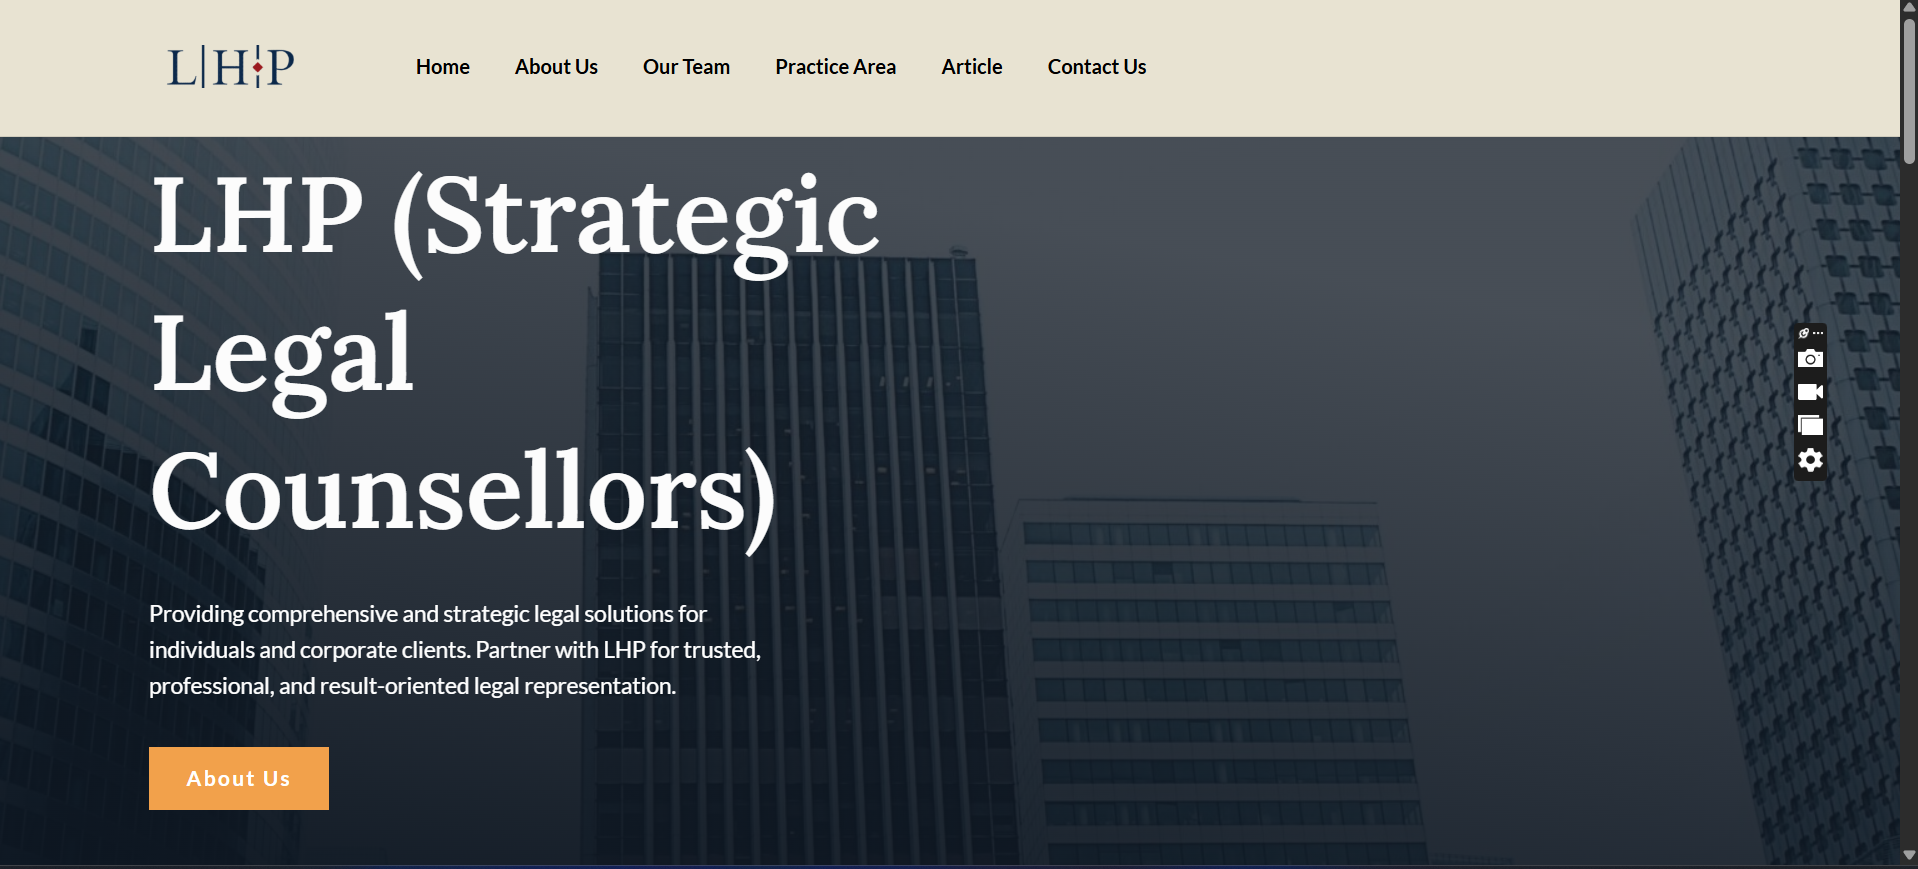 L|H|P
Home About Us Our Team Practice Area Article Contact Us
LHP (Strategic
Legal
Counsellors)
Providing comprehensive and strategic legal solutions for
individuals and corporate clients. Partner with LHP for trusted,
professional, and result-oriented legal representation.
About Us